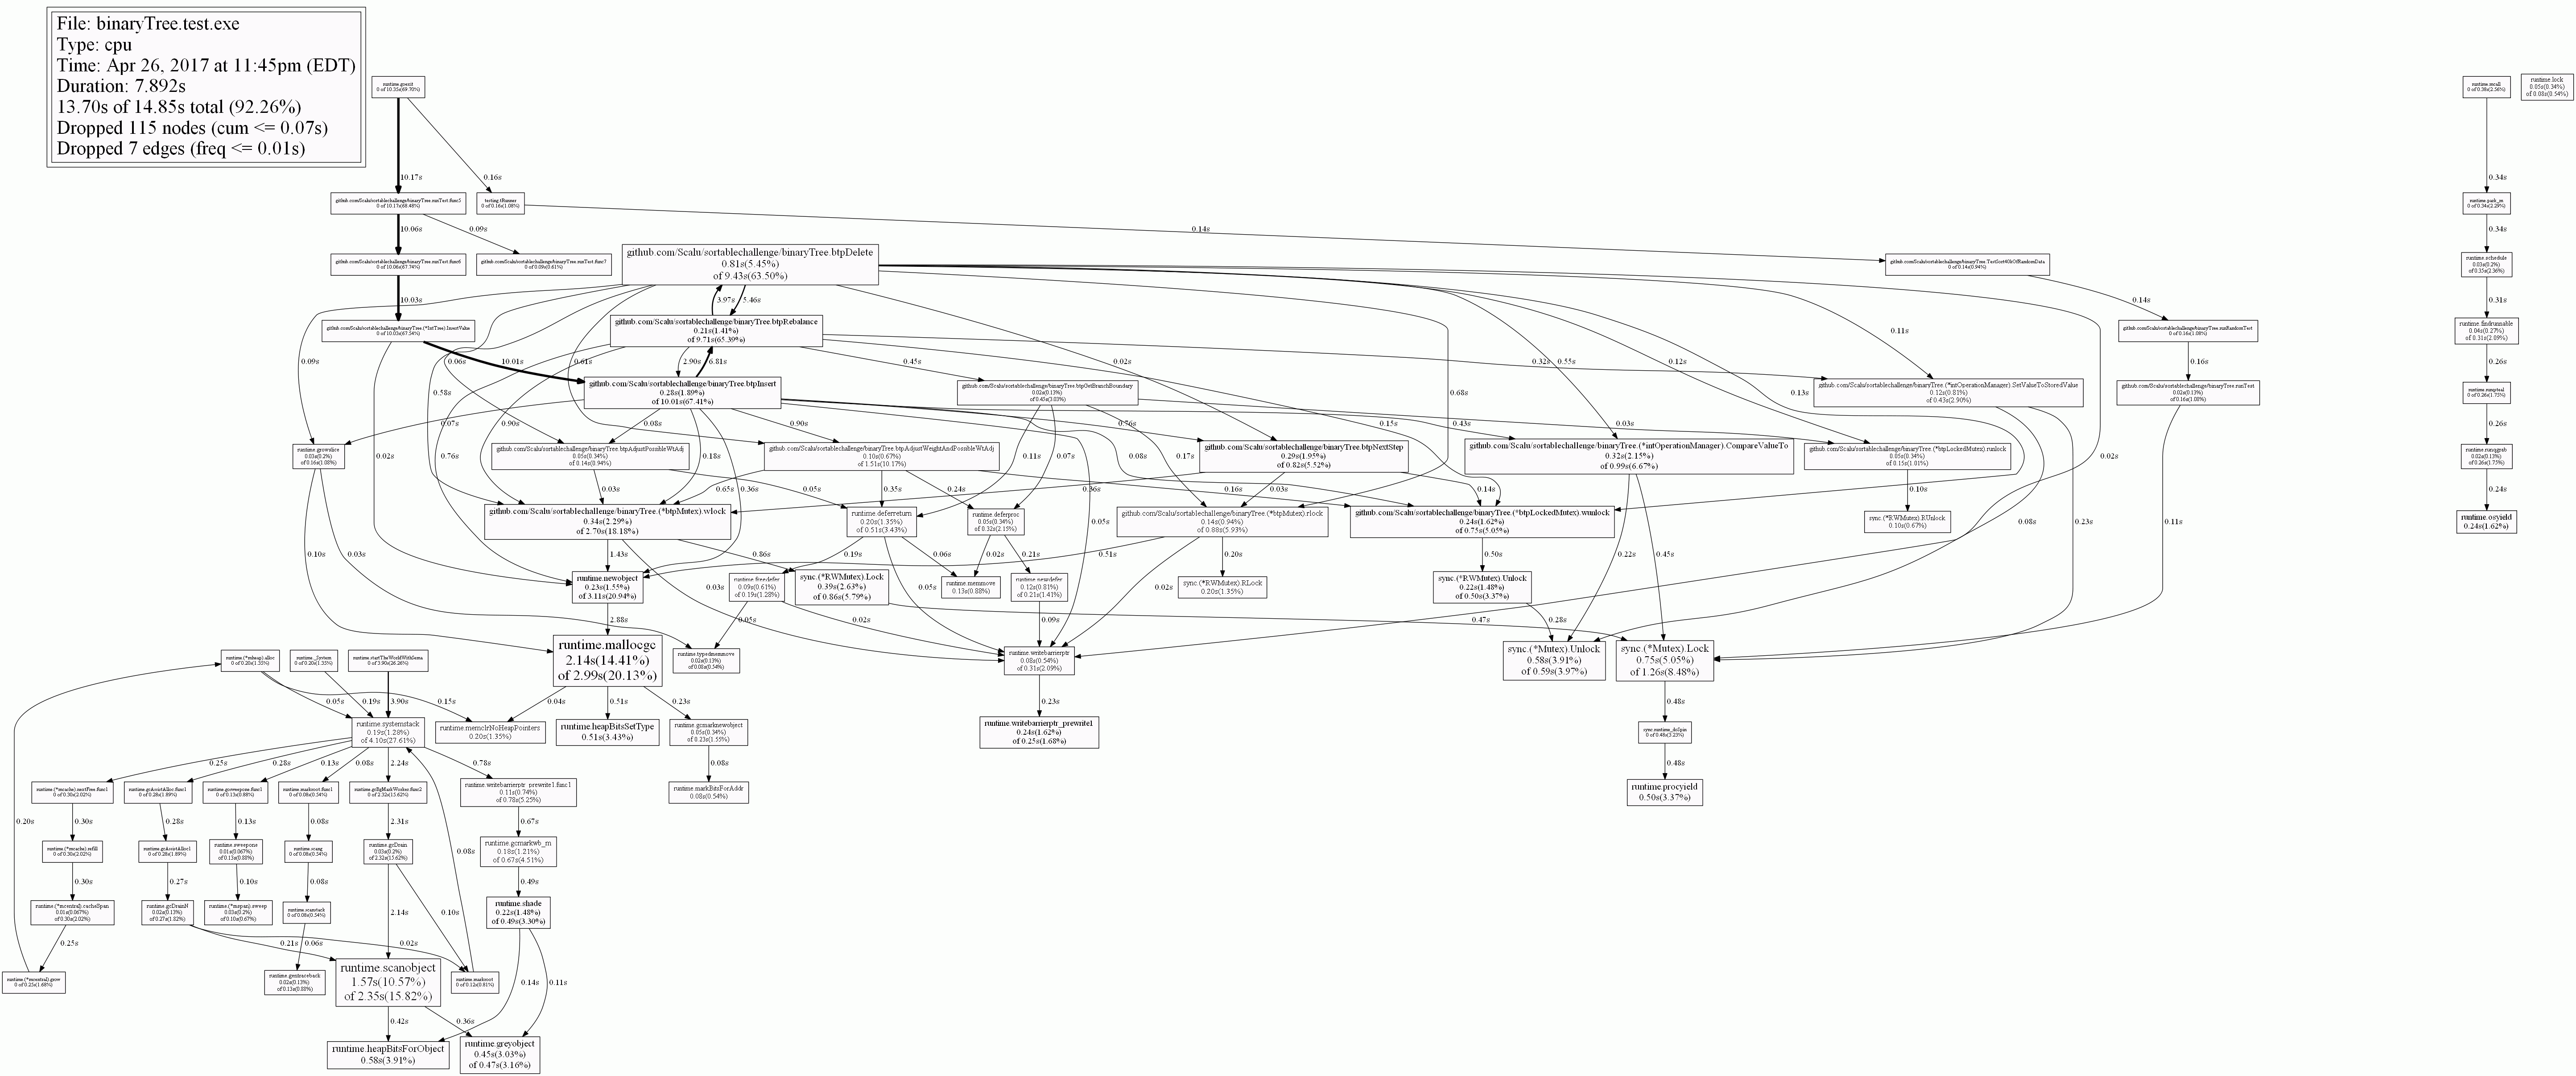 File: binaryTree.test.exe
Type: cpu
Time: Apr 26, 2017 at 11:45pm (EDT)
Duration: 7.892s
13.70s of 14.85s total (92.26%)
Dropped 115 nodes (cum <= 0.07s)
Dropped 7 edges (freq <= 0.01s)
runtime.goexit
0 of 10.35s(69.70%)
runtime.mcall
0 of 0.38s(2.56%)
runtime.lock
0.05s(0.34%)
of 0.08s(0.54%)
10.17s
0.16s
0.34s
github.com/Scalu/sortablechallenge/binaryTree.runTest.func5
0 of 10.17s(68.48%)
testing.tRunner
0 of 0.16s(1.08%)
runtime.park_m
0 of 0.34s(2.29%)
10.06s
0.09s
0.14s
0.34s
github.com/Scalu/sortablechallenge/binaryTree.runTest.func6
0 of 10.06s(67.74%)
github.com/Scalu/sortablechallenge/binaryTree.runTest.func7
0 of 0.09s(0.61%)
github.com/Scalu/sortablechallenge/binaryTree.btpDelete
0.81s(5.45%)
of 9.43s(63.50%)
0 of 0.14s(0.94%)
runtime.schedule
0.03s(0.2%)
of 0.35s(2.36%)
10.03s
3.97s
5.46s
0.14s
0.31s
github.com/Scalu/sortablechallenge/binaryTree.(*IntTree).InsertValue
0 of 10.03s(67.54%)
github.com/Scalu/sortablechallenge/binaryTree.btpRebalance
0.21s(1.41%)
of 9.71s(65.39%)
0.11s
github.com/Scalu/sortablechallenge/binaryTree.runRandomTest
0 of 0.16s(1.08%)
runtime.findrunnable
0.04s(0.27%)
of 0.31s(2.09%)
0.09s
0.06s
10.01s
0.61s
2.90s
6.81s
0.45s
0.02s
0.32s
0.55s
0.12s
0.16s
0.26s
github.com/Scalu/sortablechallenge/binaryTree.btpInsert
0.28s(1.89%)
of 10.01s(67.41%)
github.com/Scalu/sortablechallenge/binaryTree.btpGetBranchBoundary
0.02s(0.13%)
of 0.45s(3.03%)
github.com/Scalu/sortablechallenge/binaryTree.(*intOperationManager).SetValueToStoredValue
0.12s(0.81%)
of 0.43s(2.90%)
github.com/Scalu/sortablechallenge/binaryTree.runTest
0.02s(0.13%)
of 0.16s(1.08%)
runtime.runqsteal
0 of 0.26s(1.75%)
0.58s
0.68s
0.13s
0.07s
0.90s
0.08s
0.90s
0.76s
0.15s
0.43s
0.03s
0.26s
runtime.growslice
0.03s(0.2%)
of 0.16s(1.08%)
github.com/Scalu/sortablechallenge/binaryTree.btpAdjustPossibleWtAdj
0.05s(0.34%)
of 0.14s(0.94%)
github.com/Scalu/sortablechallenge/binaryTree.btpAdjustWeightAndPossibleWtAdj
0.10s(0.67%)
of 1.51s(10.17%)
github.com/Scalu/sortablechallenge/binaryTree.btpNextStep
0.29s(1.95%)
of 0.82s(5.52%)
github.com/Scalu/sortablechallenge/binaryTree.(*intOperationManager).CompareValueTo
0.32s(2.15%)
of 0.99s(6.67%)
github.com/Scalu/sortablechallenge/binaryTree.(*btpLockedMutex).runlock
0.05s(0.34%)
of 0.15s(1.01%)
runtime.runqgrab
0.02s(0.13%)
of 0.26s(1.75%)
0.02s
0.76s
0.18s
0.11s
0.07s
0.17s
0.08s
0.02s
0.03s
0.36s
0.65s
0.05s
0.35s
0.24s
0.16s
0.36s
0.03s
0.14s
0.10s
0.24s
github.com/Scalu/sortablechallenge/binaryTree.(*btpMutex).wlock
0.34s(2.29%)
of 2.70s(18.18%)
runtime.deferreturn
0.20s(1.35%)
of 0.51s(3.43%)
runtime.deferproc
0.05s(0.34%)
of 0.32s(2.15%)
github.com/Scalu/sortablechallenge/binaryTree.(*btpMutex).rlock
0.14s(0.94%)
of 0.88s(5.93%)
github.com/Scalu/sortablechallenge/binaryTree.(*btpLockedMutex).wunlock
0.24s(1.62%)
of 0.75s(5.05%)
sync.(*RWMutex).RUnlock
0.10s(0.67%)
runtime.osyield
0.24s(1.62%)
0.05s
0.08s
0.23s
0.11s
0.10s
0.03s
1.43s
0.86s
0.19s
0.06s
0.02s
0.21s
0.51s
0.20s
0.50s
0.22s
0.45s
runtime.newobject
0.23s(1.55%)
of 3.11s(20.94%)
runtime.freedefer
0.09s(0.61%)
of 0.19s(1.28%)
sync.(*RWMutex).Lock
0.39s(2.63%)
of 0.86s(5.79%)
runtime.memmove
0.13s(0.88%)
runtime.newdefer
0.12s(0.81%)
of 0.21s(1.41%)
sync.(*RWMutex).RLock
0.20s(1.35%)
sync.(*RWMutex).Unlock
0.22s(1.48%)
of 0.50s(3.37%)
0.03s
0.05s
0.02s
2.88s
0.05s
0.02s
0.09s
0.47s
0.28s
runtime.mallocgc
2.14s(14.41%)
of 2.99s(20.13%)
runtime.typedmemmove
0.02s(0.13%)
of 0.08s(0.54%)
runtime.writebarrierptr
0.08s(0.54%)
of 0.31s(2.09%)
sync.(*Mutex).Unlock
0.58s(3.91%)
of 0.59s(3.97%)
sync.(*Mutex).Lock
0.75s(5.05%)
of 1.26s(8.48%)
runtime.(*mheap).alloc
0 of 0.20s(1.35%)
runtime._System
0 of 0.20s(1.35%)
runtime.startTheWorldWithSema
0 of 3.90s(26.26%)
0.05s
0.19s
3.90s
0.15s
0.04s
0.51s
0.23s
0.23s
0.48s
runtime.systemstack
0.19s(1.28%)
of 4.10s(27.61%)
runtime.memclrNoHeapPointers
0.20s(1.35%)
runtime.heapBitsSetType
0.51s(3.43%)
runtime.gcmarknewobject
0.05s(0.34%)
of 0.23s(1.55%)
runtime.writebarrierptr_prewrite1
0.24s(1.62%)
of 0.25s(1.68%)
sync.runtime_doSpin
0 of 0.48s(3.23%)
0.25s
0.28s
0.13s
0.08s
2.24s
0.78s
0.08s
0.48s
runtime.(*mcache).nextFree.func1
0 of 0.30s(2.02%)
runtime.gcAssistAlloc.func1
0 of 0.28s(1.89%)
runtime.gosweepone.func1
0 of 0.13s(0.88%)
runtime.markroot.func1
0 of 0.08s(0.54%)
runtime.gcBgMarkWorker.func2
0 of 2.32s(15.62%)
runtime.writebarrierptr_prewrite1.func1
0.11s(0.74%)
of 0.78s(5.25%)
runtime.markBitsForAddr
0.08s(0.54%)
runtime.procyield
0.50s(3.37%)
0.20s
0.30s
0.28s
0.13s
0.08s
2.31s
0.67s
runtime.(*mcache).refill
0 of 0.30s(2.02%)
runtime.gcAssistAlloc1
0 of 0.28s(1.89%)
runtime.sweepone
0.01s(0.067%)
of 0.13s(0.88%)
runtime.scang
0 of 0.08s(0.54%)
runtime.gcDrain
0.03s(0.2%)
of 2.32s(15.62%)
0.08s
runtime.gcmarkwb_m
0.18s(1.21%)
of 0.67s(4.51%)
0.30s
0.27s
0.10s
0.08s
0.49s
runtime.(*mcentral).cacheSpan
0.01s(0.067%)
of 0.30s(2.02%)
runtime.gcDrainN
0.02s(0.13%)
of 0.27s(1.82%)
runtime.(*mspan).sweep
0.03s(0.2%)
of 0.10s(0.67%)
runtime.scanstack
0 of 0.08s(0.54%)
2.14s
0.10s
runtime.shade
0.22s(1.48%)
of 0.49s(3.30%)
0.25s
0.21s
0.06s
0.02s
runtime.(*mcentral).grow
0 of 0.25s(1.68%)
runtime.gentraceback
0.02s(0.13%)
of 0.13s(0.88%)
runtime.scanobject
1.57s(10.57%)
of 2.35s(15.82%)
runtime.markroot
0 of 0.12s(0.81%)
0.14s
0.11s
0.42s
0.36s
runtime.heapBitsForObject
0.58s(3.91%)
runtime.greyobject
0.45s(3.03%)
of 0.47s(3.16%)